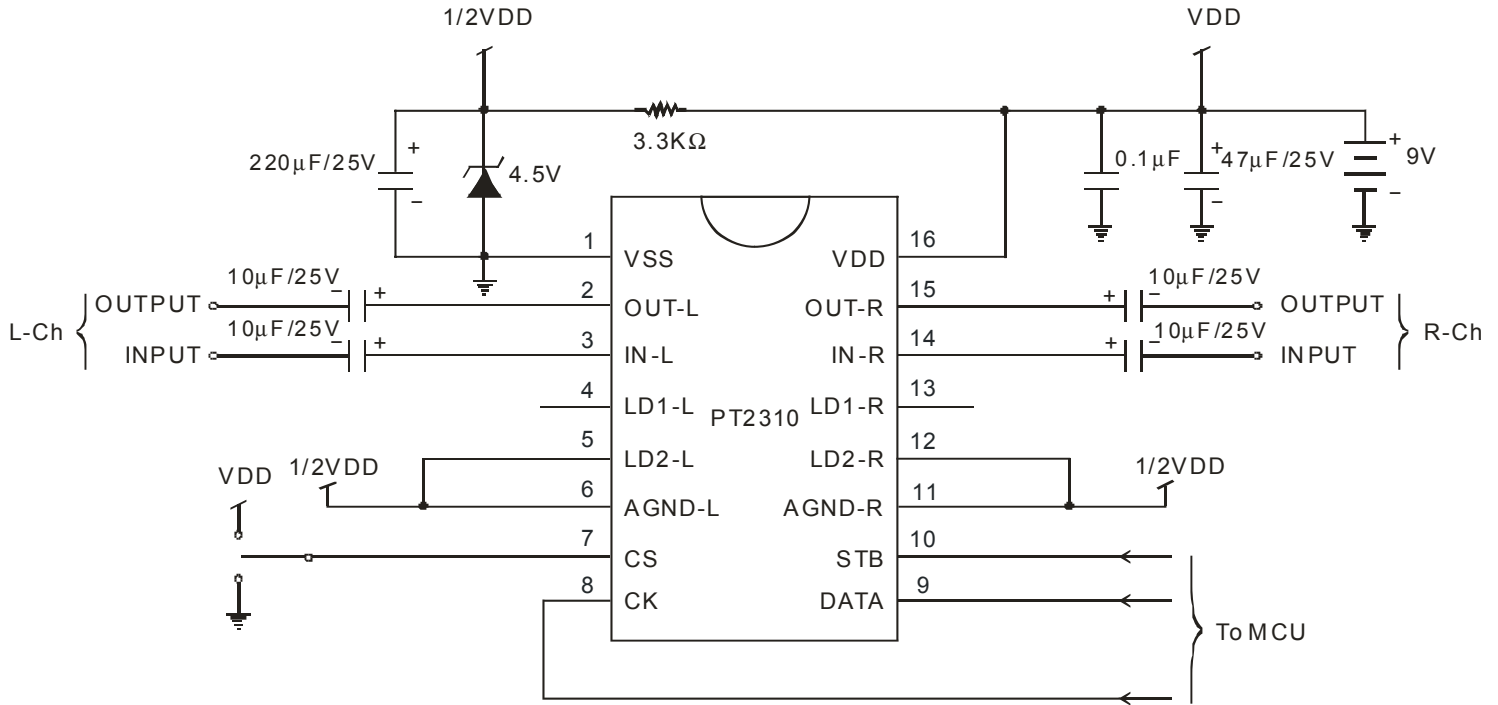 1/2VDD
VDD
3.3KΩ
220μF/25V
+
−
4.5V
0.1μF
+
47μF/25V
−
+
9V
−
1
VSS
VDD
16
10μF/25V
− +
2
OUT-L
OUT-R
15
+ −
10μF/25V
L-Ch
OUTPUT
OUTPUT
R-Ch
10μF/25V
− +
INPUT
3
IN-L
IN-R
14
+ −
10μF/25V
INPUT
4
LD1-L
PT2310
LD1-R
13
5
LD2-L
LD2-R
12
VDD
1/2VDD
6
AGND-L
AGND-R
11
1/2VDD
7
CS
STB
10
8
CK
DATA
9
To MCU